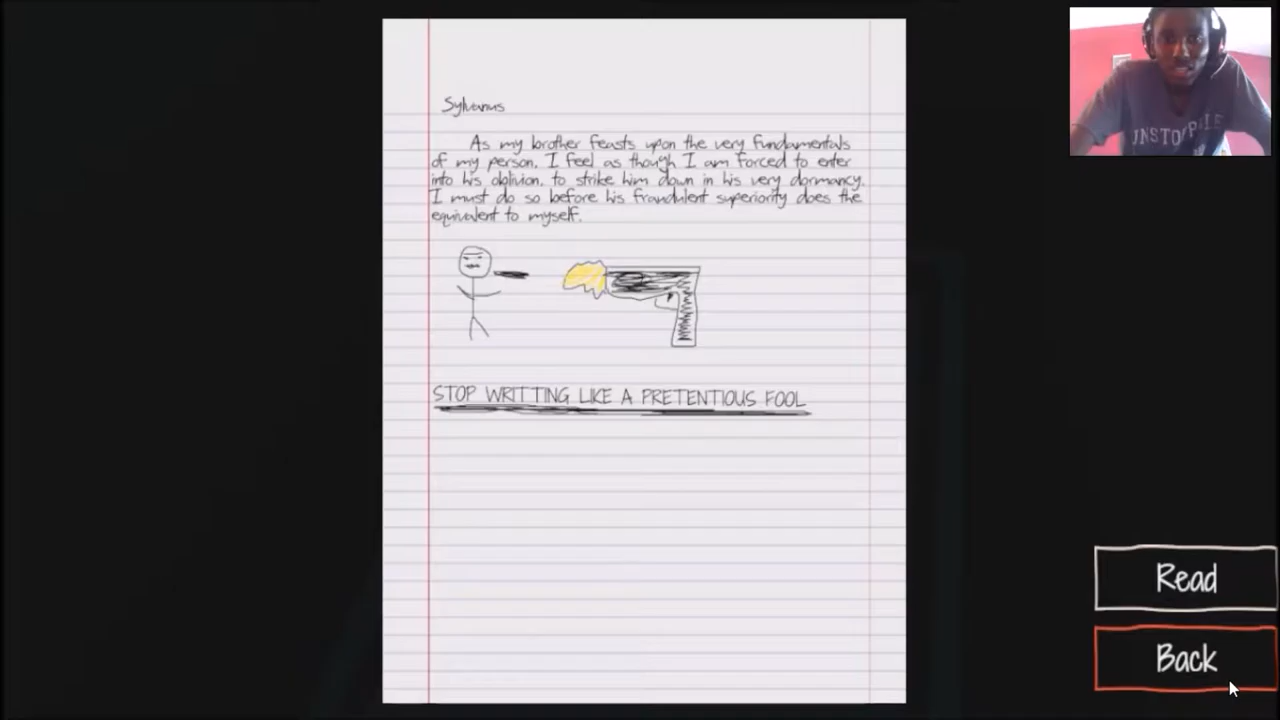 Sylvanus
As my brother feasts upon the very fundamentals
of my person, I feel as though I am forced to enter
into his oblivion, to strike him down in his very dormancy.
I must do so before his fraudulent superiority does the
equivalent to myself.
STOP WRITTING LIKE A PRETENTIOUS FOOL
Read
Back